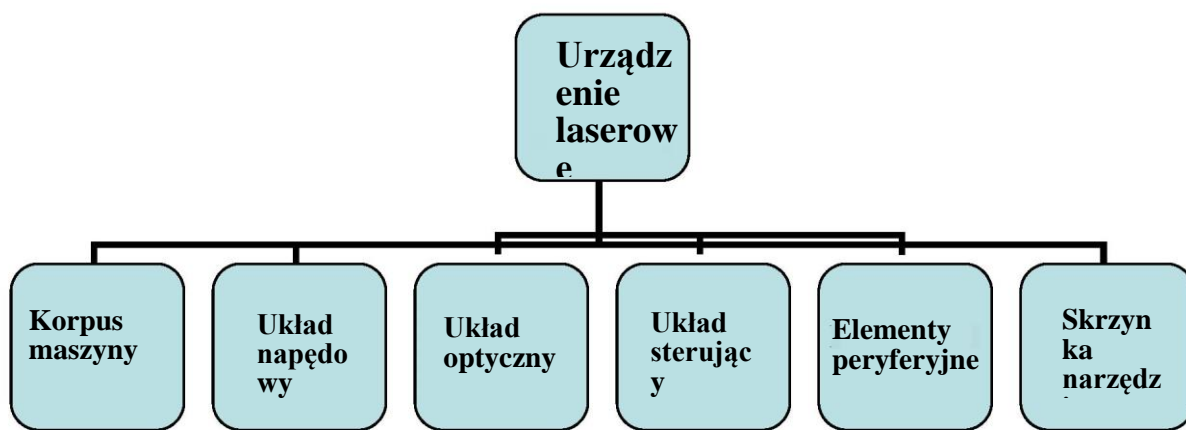 Urządz
enie
laserow
e
Korpus
maszyny
Układ
napędo
wy
Układ
optyczny
Układ
sterując
y
Elementy
peryferyjne
Skrzyn
ka
narzędz